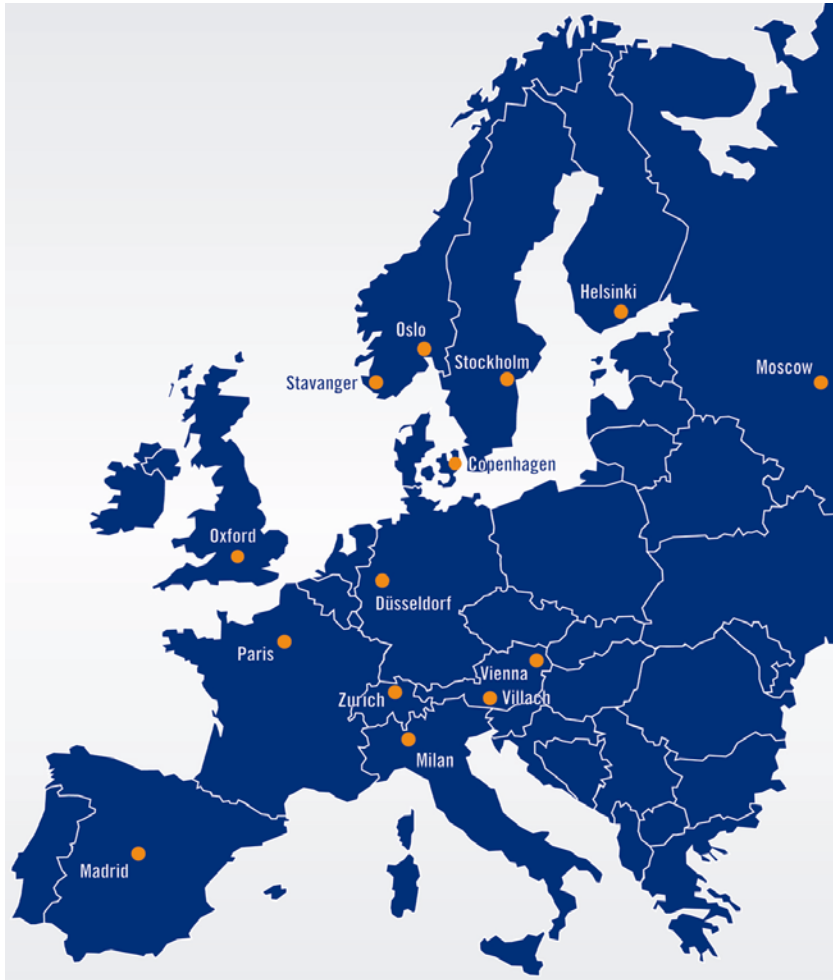 Helsinki
Oslo
Stockholm
Moscow
Stavanger
Copenhagen
Oxford
Düsseldorf
Paris
Vienna
Zurich
Villach
Milan
Madrid